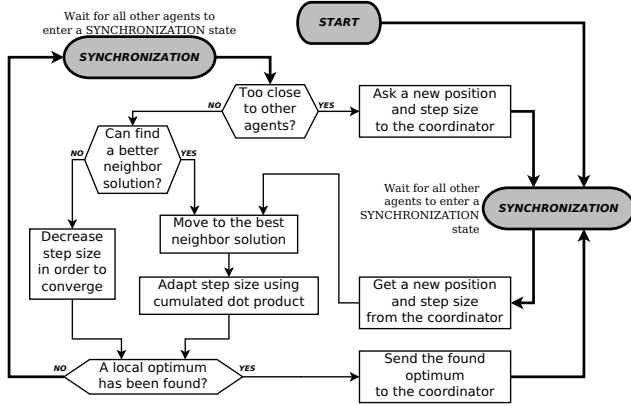 Wait for all other agents to
enter a SYNCHRONIZATION state
START
SYNCHRONIZATION
Too close
to other
agents?
NO
YES
Ask a new position
and step size
to the coordinator
Can find
a better
neighbor
solution?
NO
YES
Wait for all other
agents to enter a
SYNCHRONIZATION
state
SYNCHRONIZATION
Move to the best
neighbor solution
Decrease
step size
in order to
converge
Adapt step size using
cumulated dot product
Get a new position
and step size
from the coordinator
A local optimum
has been found?
NO
YES
Send the found
optimum
to the coordinator